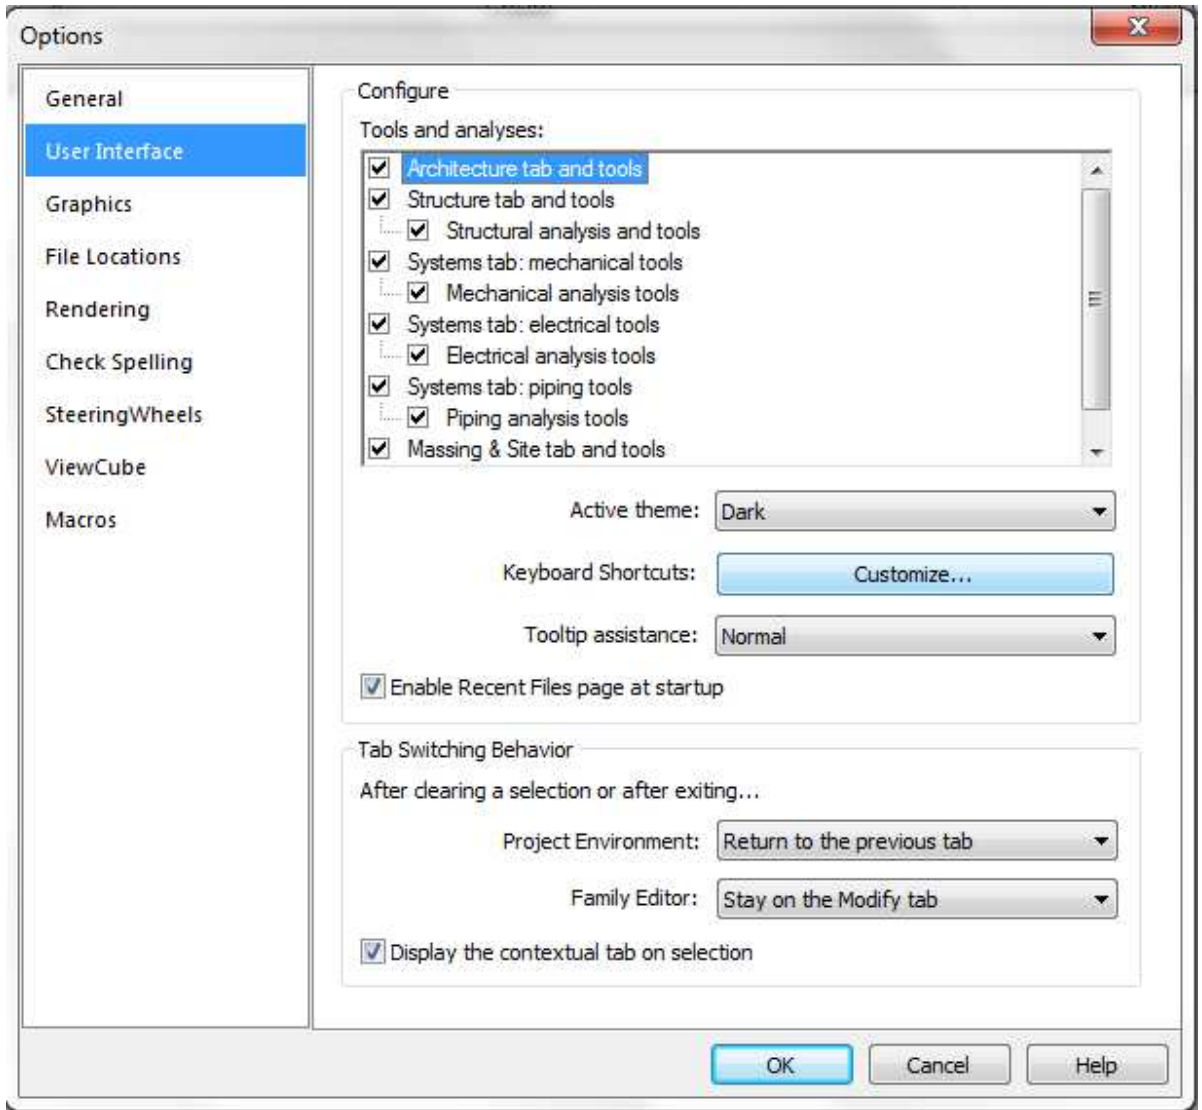 Options
General
User Interface
Graphics
File Locations
Rendering
Check Spelling
SteeringWheels
ViewCube
Macros
Configure
Tools and analyses:
Architecture tab and tools
Structure tab and tools
Structural analysis and tools
Systems tab: mechanical tools
Mechanical analysis tools
Systems tab: electrical tools
Electrical analysis tools
Systems tab: piping tools
Piping analysis tools
Massing & Site tab and tools
Active theme: Dark
Keyboard Shortcuts: Customize...
Tooltip assistance: Normal
Enable Recent Files page at startup
Tab Switching Behavior
After clearing a selection or after exiting...
Project Environment: Return to the previous tab
Family Editor: Stay on the Modify tab
Display the contextual tab on selection
OK Cancel Help